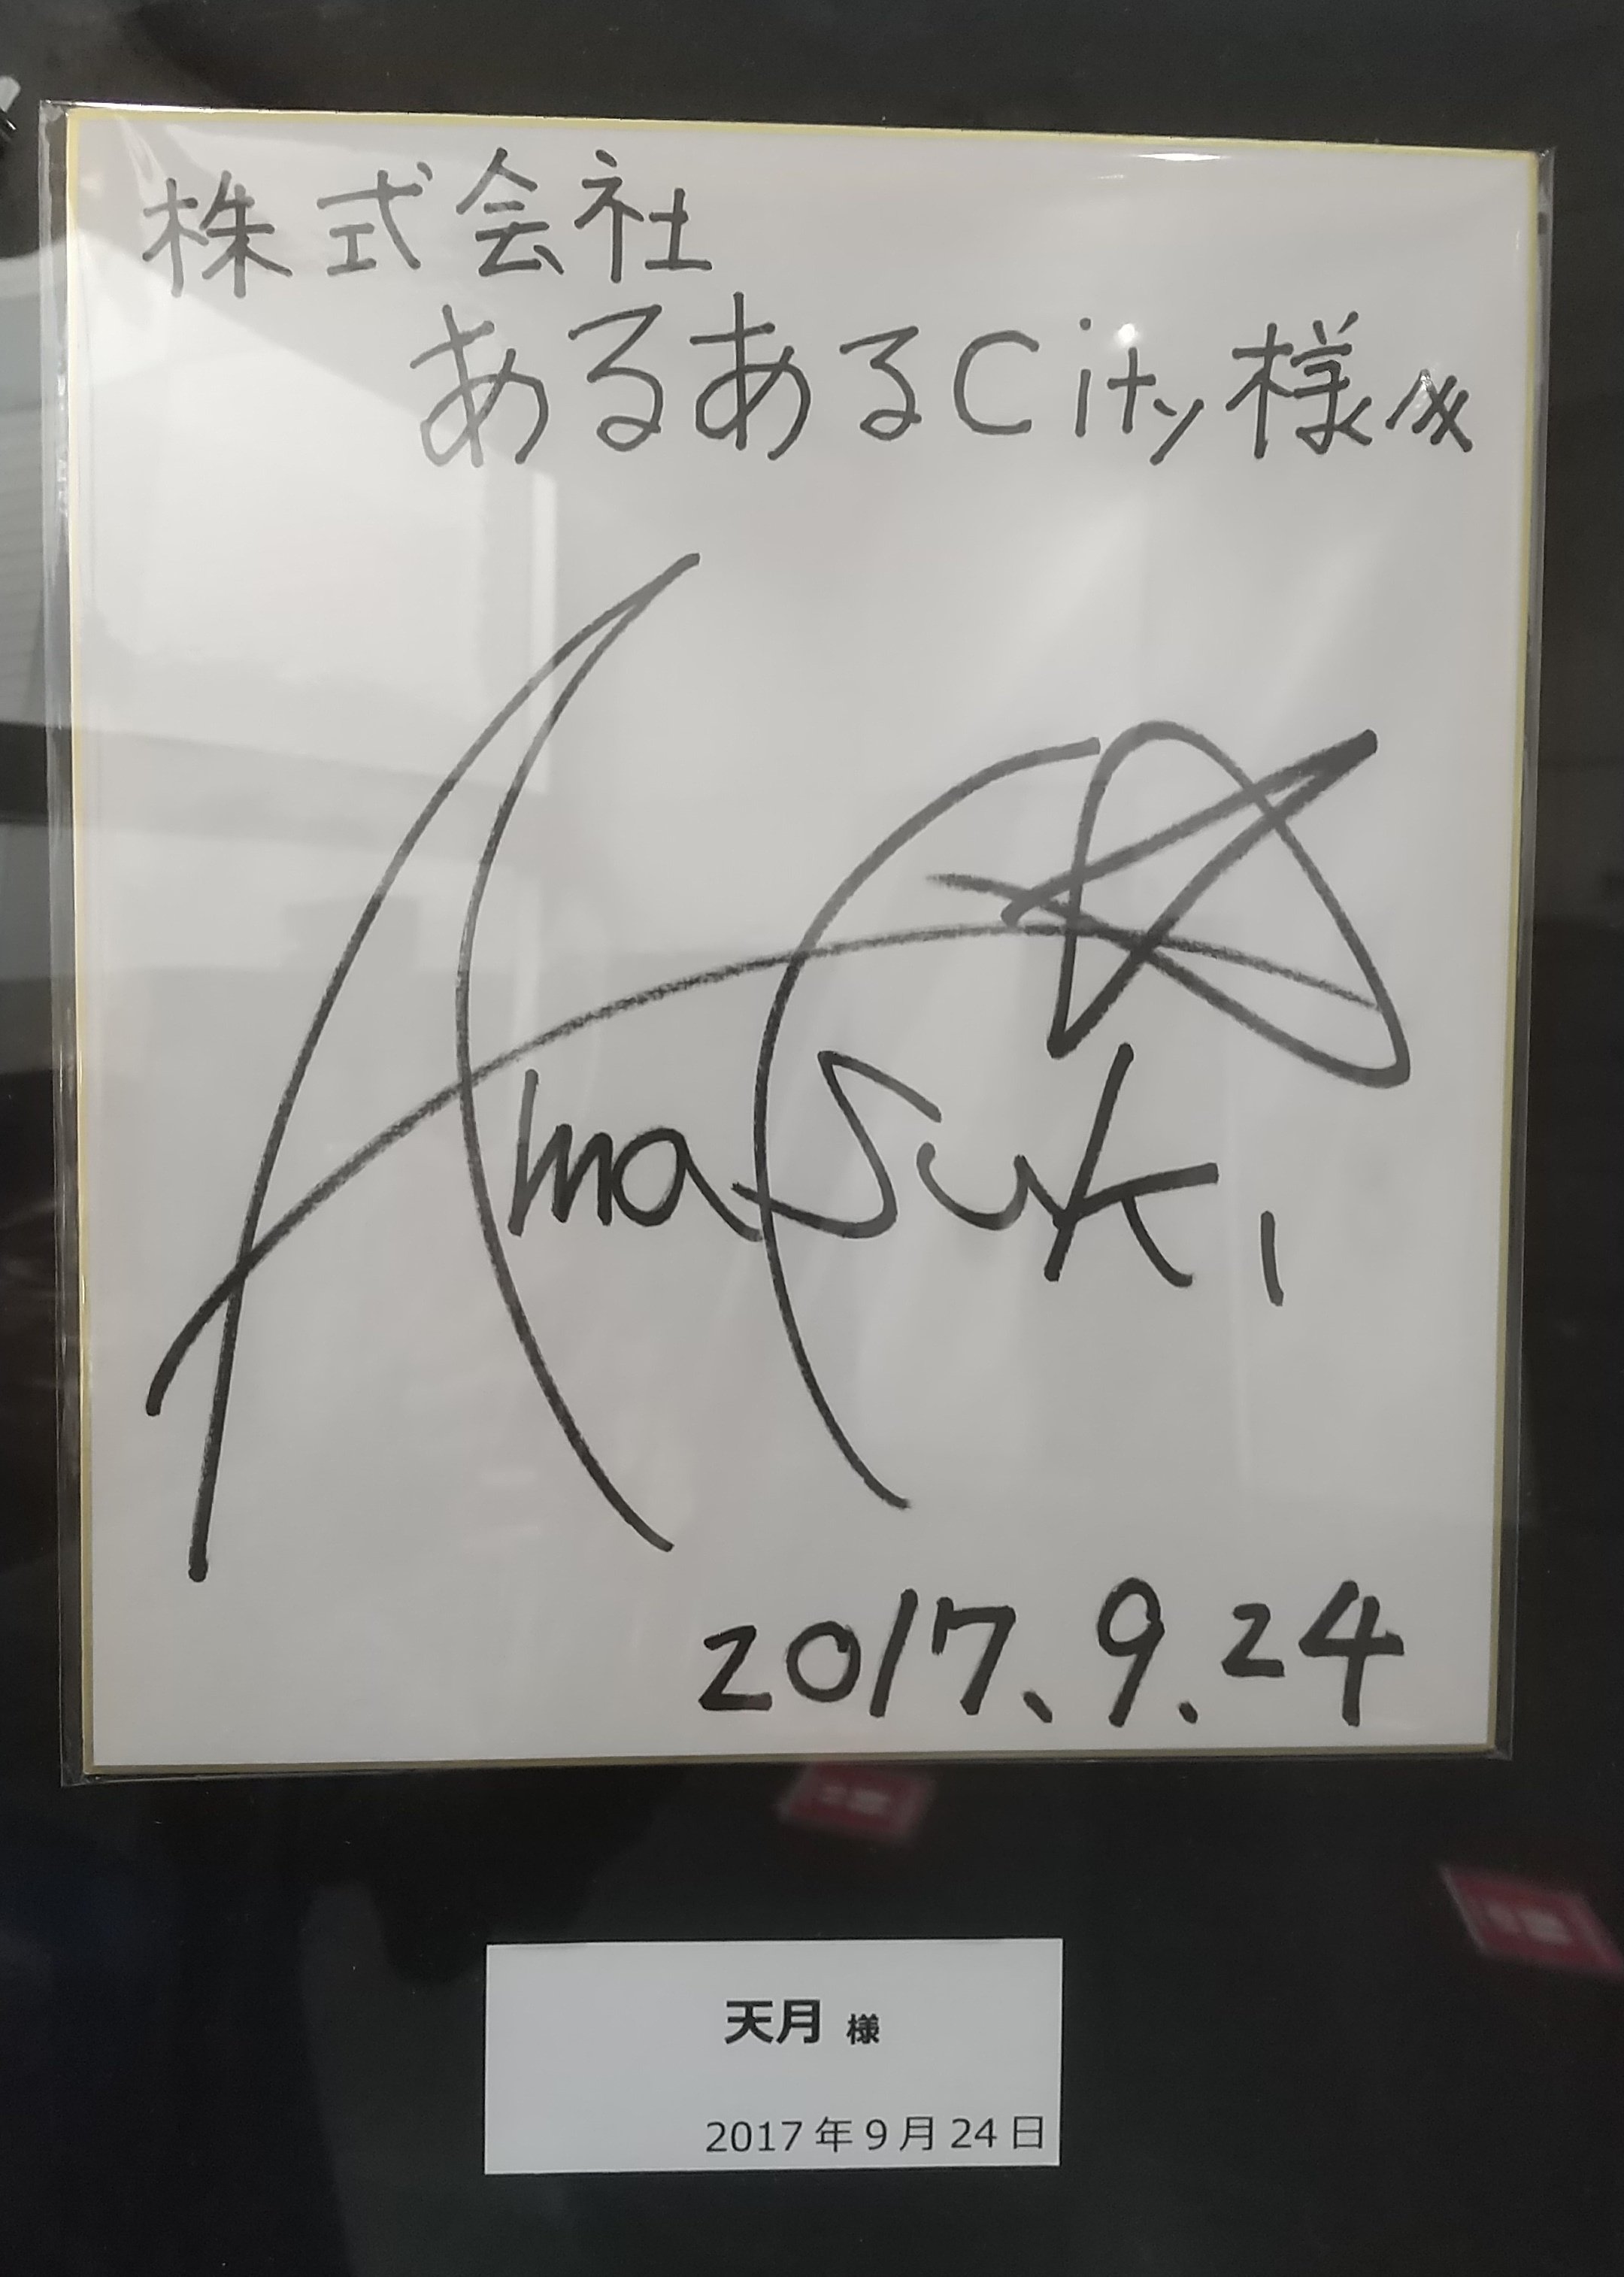 株式会社
あるあるCity様
Amatsuki
2017.9.24
天月 様
2017年9月24日